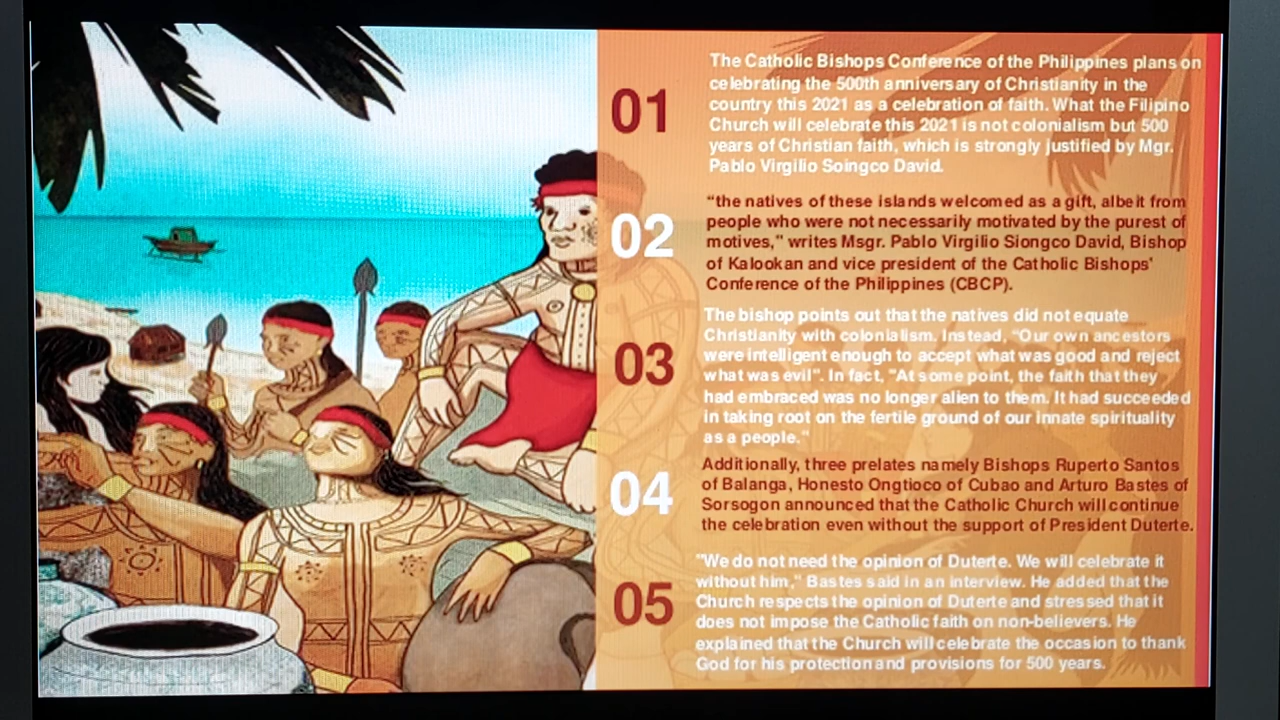 01
The Catholic Bishops Conference of the Philippines plans on
celebrating the 500th anniversary of Christianity in the
country this 2021 as a celebration of faith. What the Filipino
Church will celebrate this 2021 is not colonialism but 500
years of Christian faith, which is strongly justified by Mgr.
Pablo Virgilio Soingco David.
02
“the natives of these islands welcomed as a gift, albeit from
people who were not necessarily motivated by the purest of
motives,” writes Msgr. Pablo Virgilio Siongco David, Bishop
of Kalookan and vice president of the Catholic Bishops'
Conference of the Philippines (CBCP).
03
The bishop points out that the natives did not equate
Christianity with colonialism. Instead, “Our own ancestors
were intelligent enough to accept what was good and reject
what was evil”. In fact, "At some point, the faith that they
had embraced was no longer alien to them. It had succeeded
in taking root on the fertile ground of our innate spirituality
as a people."
04
Additionally, three prelates namely Bishops Ruperto Santos
of Balanga, Honesto Ongtioco of Cubao and Arturo Bastes of
Sorsogon announced that the Catholic Church will continue
the celebration even without the support of President Duterte.
05
"We do not need the opinion of Duterte. We will celebrate it
without him," Bastes said in an interview. He added that the
Church respects the opinion of Duterte and stressed that it
does not impose the Catholic faith on non-believers. He
explained that the Church will celebrate the occasion to thank
God for his protection and provisions for 500 years.